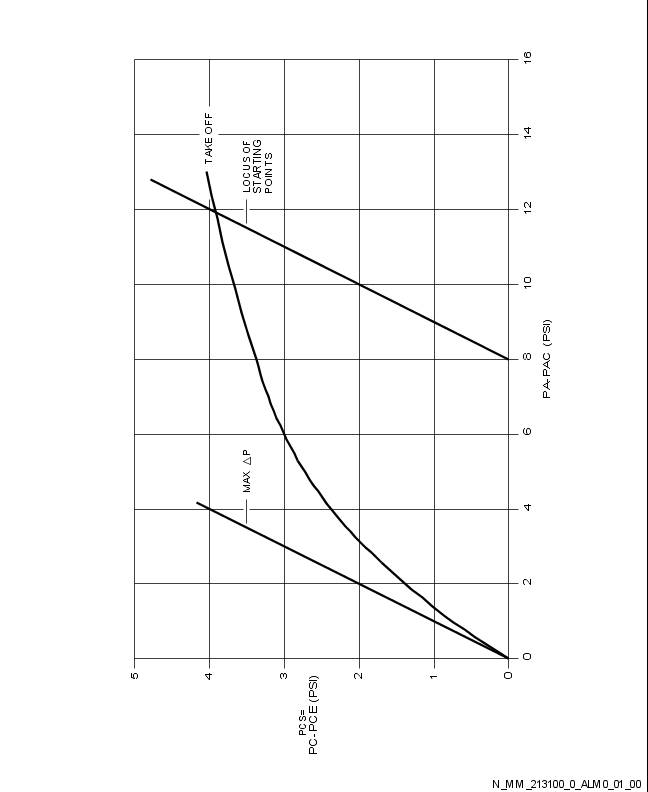 TAKE OFF
LOCUS OF
STARTING
POINTS
MAX △P
16
14
12
10
8
6
4
2
0
PA-PAC (PSI)
5
4
3
2
1
0
PCS=
PC-PCE (PSI)
N_MM_213100_0_ALM0_01_00